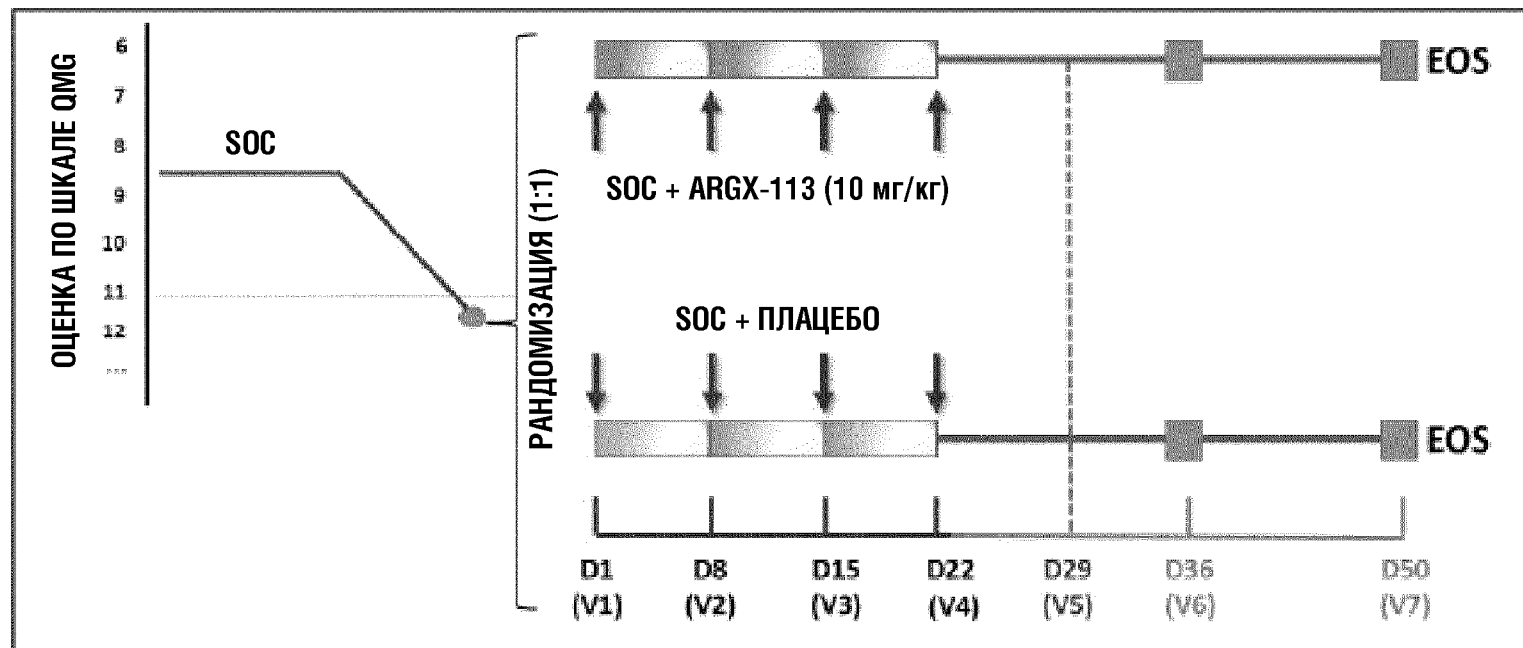 ОЦЕНКА ПО ШКАЛЕ QMG
6
7
8
9
10
11
12
---
SOC
РАНДОМИЗАЦИЯ (1:1)
EOS
SOC + ARGX-113 (10 мг/кг)
SOC + ПЛАЦЕБО
EOS
D1 D8 D15 D22 D29 D36 D50
(V1) (V2) (V3) (V4) (V5) (V6) (V7)